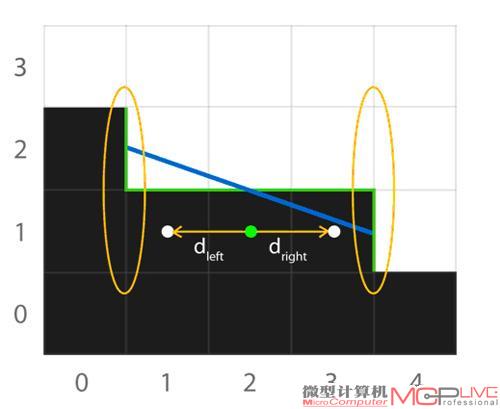 3
2
1
0
d left
d right
0 1 2 3 4
微型计算机
MicroComputer
MCPLIVE
Professional